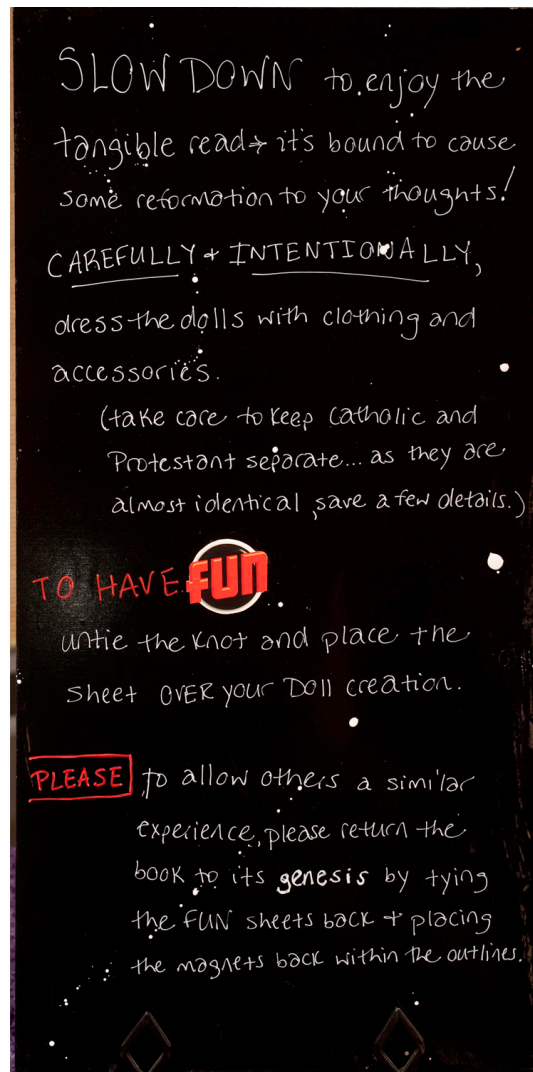 SLOW DOWN to enjoy the
tangible read → it's bound to cause
some reformation to your thoughts!
CAREFULLY + INTENTIONALLY,
dress the dolls with clothing and
accessories.
(take care to keep Catholic and
Protestant separate... as they are
almost identical, save a few details.)
TO HAVE FUN
untie the knot and place the
sheet OVER your Doll creation.
PLEASE, to allow others a similar
experience, please return the
book to its genesis by tying
the FUN sheets back + placing
the magnets back within the outlines.